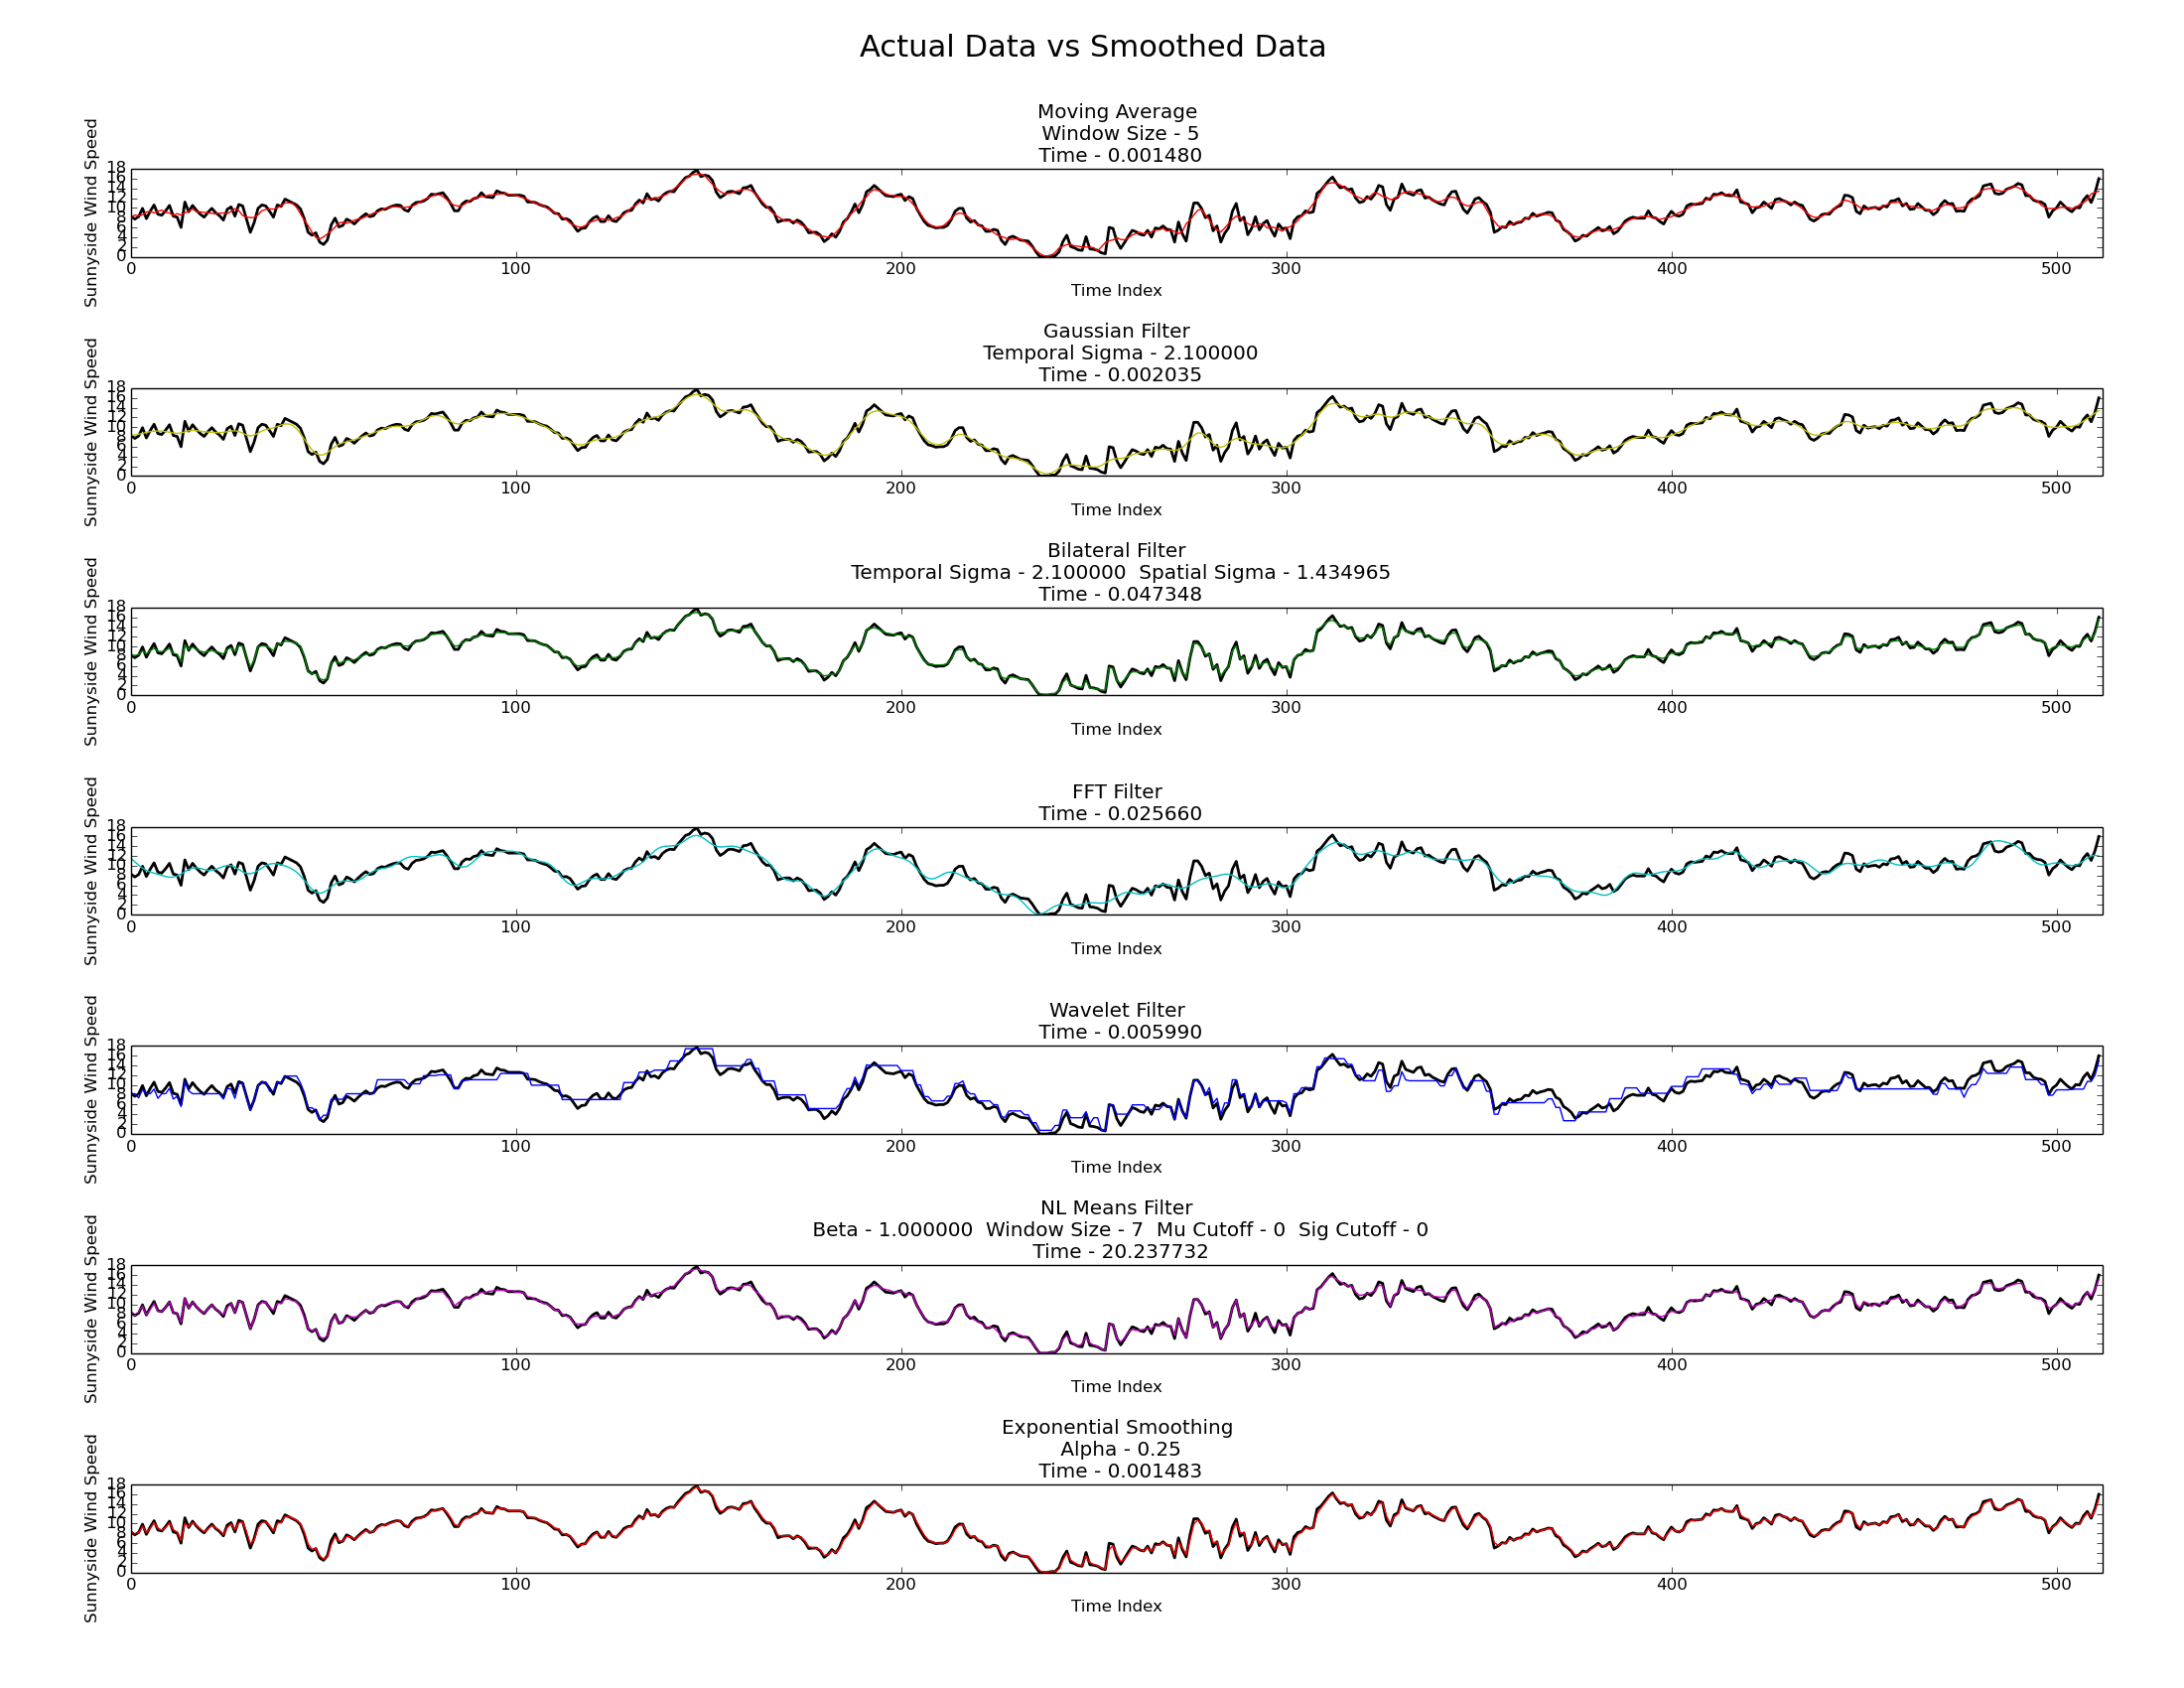 Actual Data vs Smoothed Data
Moving Average
Window Size - 5
Time - 0.001480
Sunnyside Wind Speed
18
16
14
12
10
8
6
4
2
0
0 100 200 300 400 500
Time Index
Gaussian Filter
Temporal Sigma - 2.100000
Time - 0.002035
Sunnyside Wind Speed
18
16
14
12
10
8
6
4
2
0
0 100 200 300 400 500
Time Index
Bilateral Filter
Temporal Sigma - 2.100000  Spatial Sigma - 1.434965
Time - 0.047348
Sunnyside Wind Speed
18
16
14
12
10
8
6
4
2
0
0 100 200 300 400 500
Time Index
FFT Filter
Time - 0.025660
Sunnyside Wind Speed
18
16
14
12
10
8
6
4
2
0
0 100 200 300 400 500
Time Index
Wavelet Filter
Time - 0.005990
Sunnyside Wind Speed
18
16
14
12
10
8
6
4
2
0
0 100 200 300 400 500
Time Index
NL Means Filter
Beta - 1.000000  Window Size - 7  Mu Cutoff - 0  Sig Cutoff - 0
Time - 20.237732
Sunnyside Wind Speed
18
16
14
12
10
8
6
4
2
0
0 100 200 300 400 500
Time Index
Exponential Smoothing
Alpha - 0.25
Time - 0.001483
Sunnyside Wind Speed
18
16
14
12
10
8
6
4
2
0
0 100 200 300 400 500
Time Index